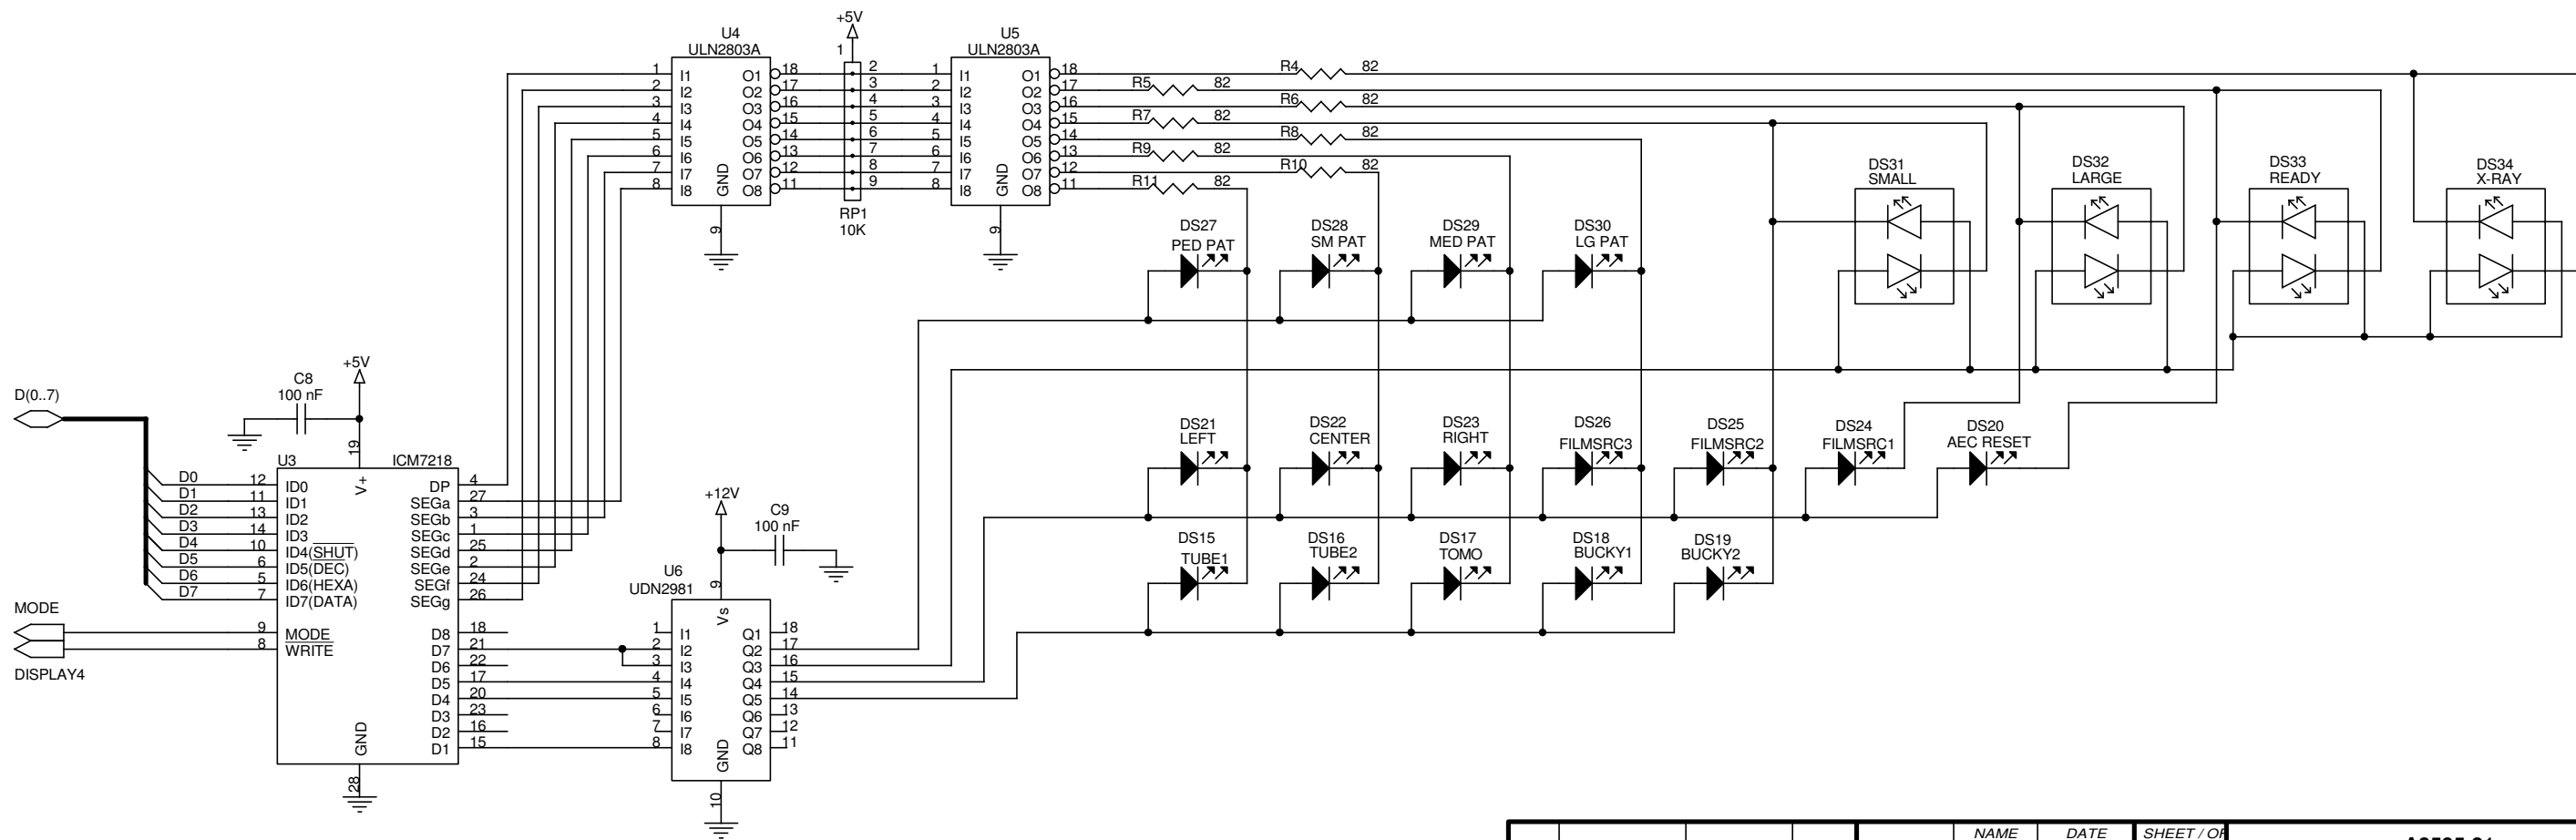 +5V
U4
ULN2803A
1
U5
ULN2803A
1 I1 O1 18 2 1 I1 O1 18 R4 82
2 I2 O2 17 3 2 I2 O2 17 R5 82
3 I3 O3 16 4 3 I3 O3 16 R6 82
4 I4 O4 15 5 4 I4 O4 15 R7 82
5 I5 O5 14 6 5 I5 O5 14 R8 82
6 I6 O6 13 7 6 I6 O6 13 R9 82
7 I7 O7 12 8 7 I7 O7 12 R10 82
8 I8 O8 11 9 8 I8 O8 11 R11 82
GND
9
RP1
10K
GND
9
DS31
SMALL
DS32
LARGE
DS33
READY
DS34
X-RAY
DS27
PED PAT
DS28
SM PAT
DS29
MED PAT
DS30
LG PAT
D(0..7)
C8
100 nF
+5V
19
U3 ICM7218
V+
D0 12 ID0 DP 4
D1 11 ID1 SEGa 27
D2 13 ID2 SEGb 3
D3 14 ID3 SEGc 1
D4 10 ID4(SHUT) SEGd 25
D5 6 ID5(DEC) SEGe 2
D6 5 ID6(HEXA) SEGf 24
D7 7 ID7(DATA) SEGg 26
MODE
9 MODE D8 18
8 WRITE D7 21
DISPLAY4
D6 22
D5 17
D4 20
D3 23
D2 16
D1 15
GND
28
DS21
LEFT
DS22
CENTER
DS23
RIGHT
DS26
FILMSRC3
DS25
FILMSRC2
DS24
FILMSRC1
DS20
AEC RESET
+12V
C9
100 nF
U6
UDN2981
9
Vs
1 I1 Q1 18
2 I2 Q2 17
3 I3 Q3 16
4 I4 Q4 15
5 I5 Q5 14
6 I6 Q6 13
7 I7 Q7 12
8 I8 Q8 11
GND
10
DS15
TUBE1
DS16
TUBE2
DS17
TOMO
DS18
BUCKY1
DS19
BUCKY2
NAME DATE SHEET / OF